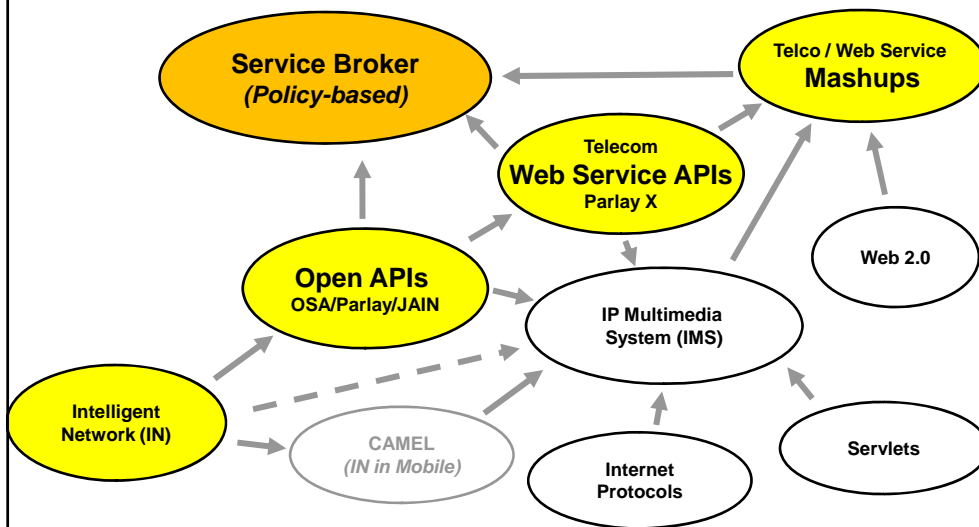 Service Broker
(Policy-based)
Telco / Web Service
Mashups
Telecom
Web Service APIs
Parlay X
Web 2.0
Open APIs
OSA/Parlay/JAIN
IP Multimedia
System (IMS)
Intelligent
Network (IN)
CAMEL
(IN in Mobile)
Internet
Protocols
Servlets